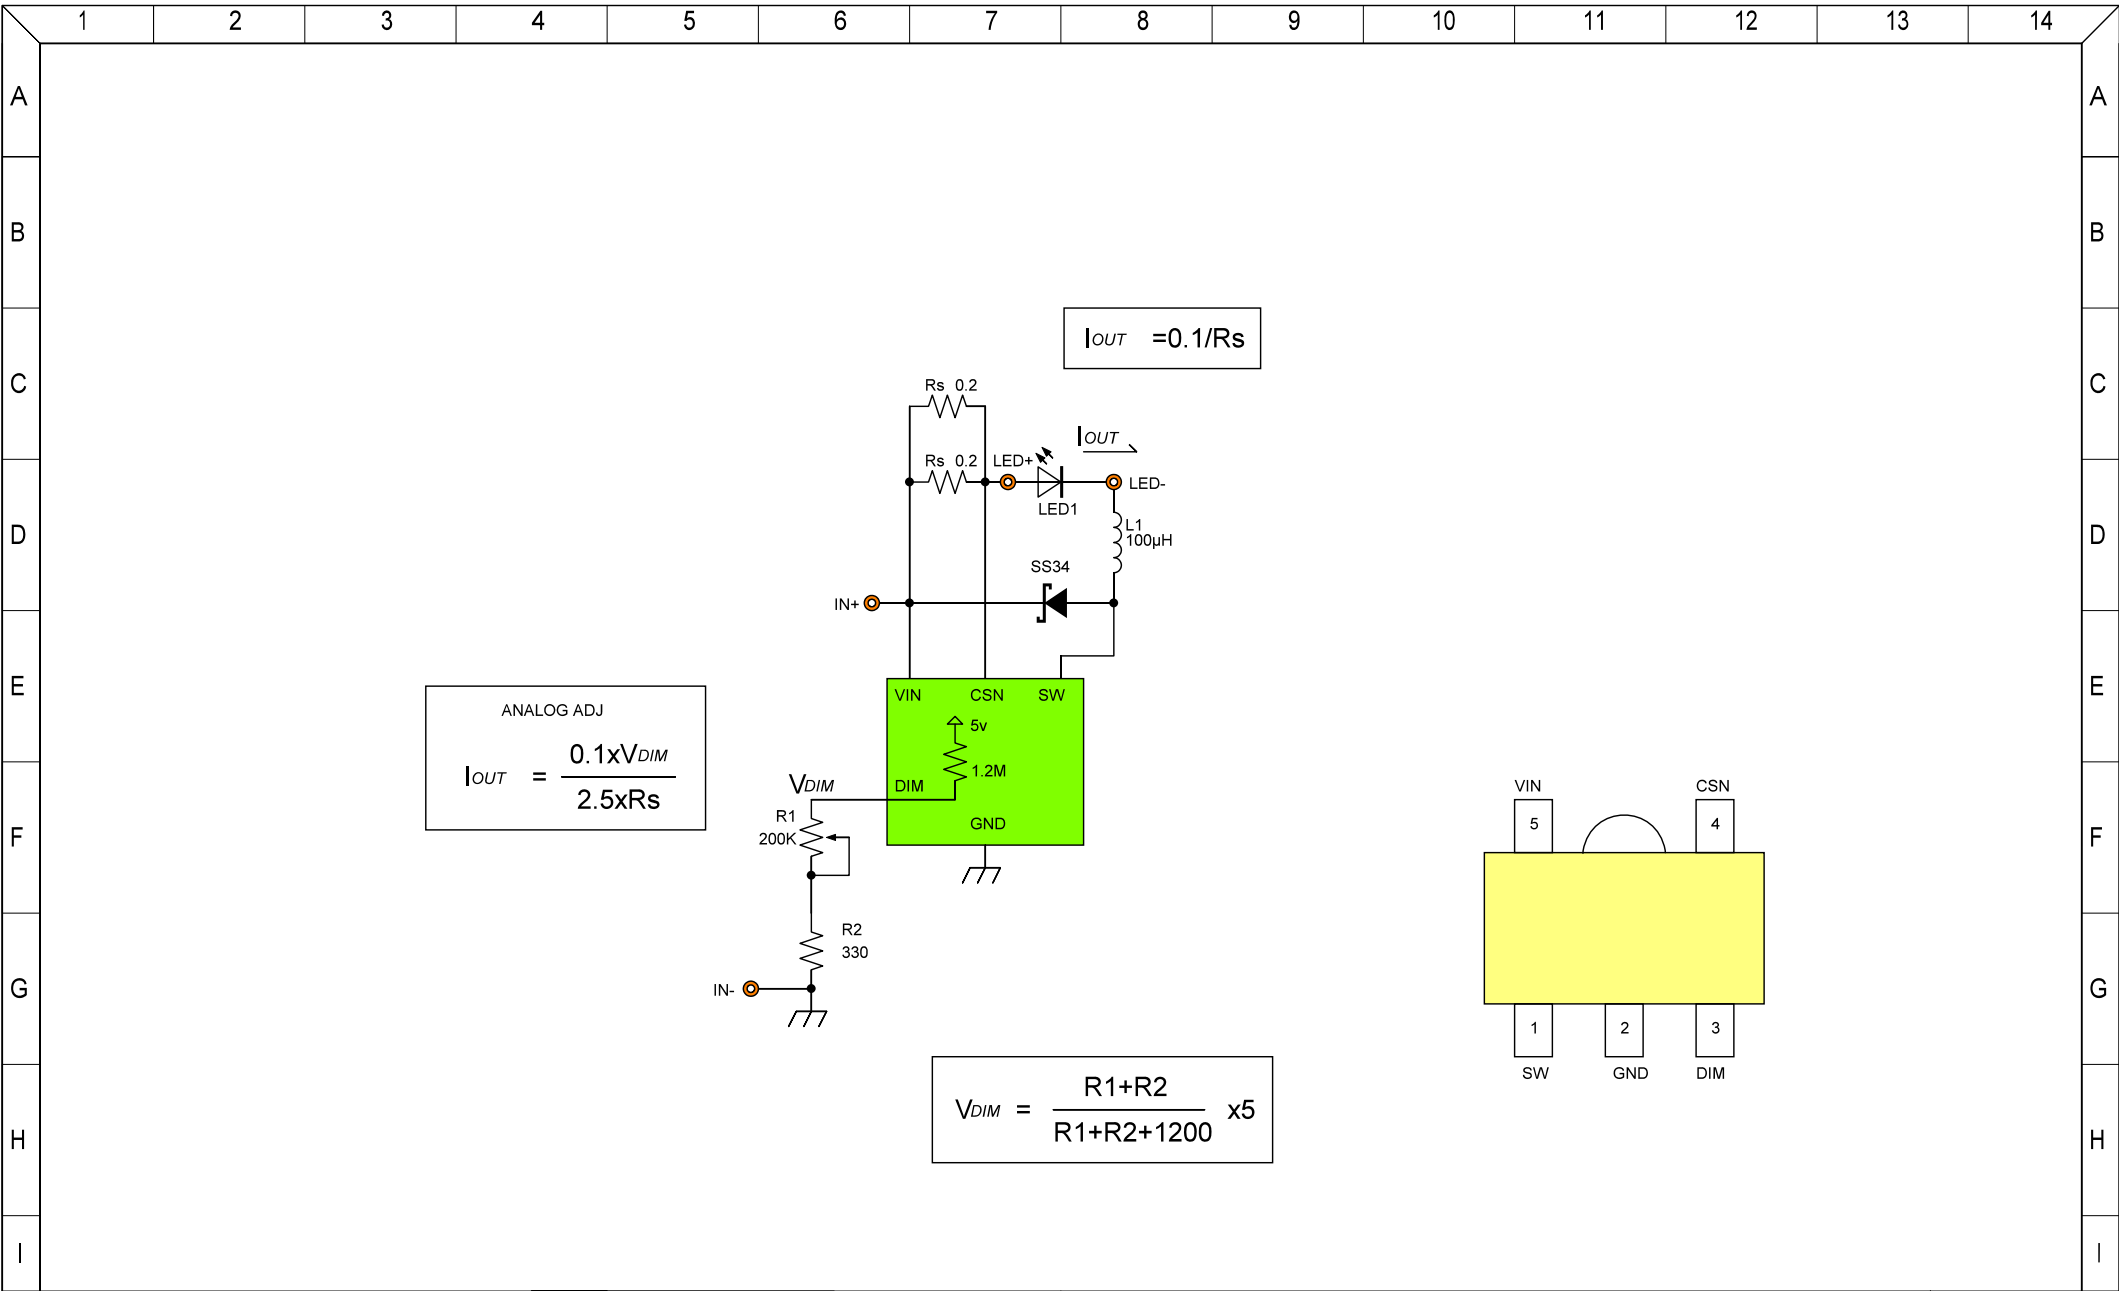 1 2 3 4 5 6 7 8 9 10 11 12 13 14
A A
B B
IOUT =0.1/Rs
C C
Rs 0.2
IOUT
Rs 0.2 LED+
LED-
LED1
D D
L1
100µH
SS34
IN+
E E
VIN CSN SW
ANALOG ADJ
5v
IOUT = 0.1xVDIM
2.5xRs
1.2M
VDIM DIM
VIN CSN
R1
200K
GND
5 4
F F
R2
330
IN-
G G
1 2 3
SW GND DIM
VDIM = R1+R2 x5
R1+R2+1200
H H
I I